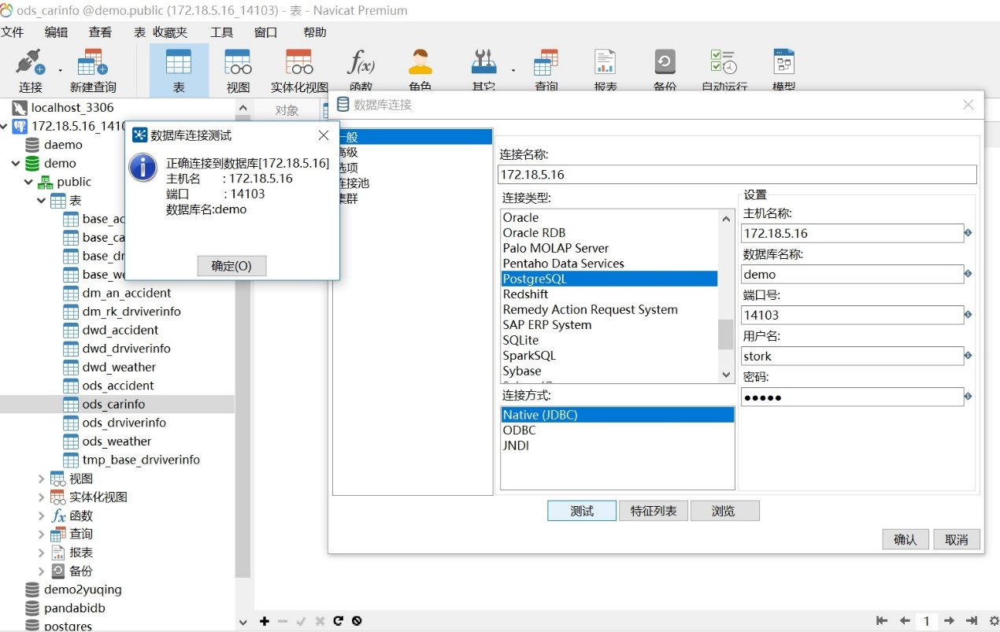 ods_carinfo @demo.public (172.18.5.16_14103) - 表 - Navicat Premium
文件 编辑 查看 表 收藏夹 工具 窗口 帮助
连接 新建查询 表 视图 实体化视图 函数 角色 其它 查询 报表 备份 自动运行 模型
localhost_3306
172.18.5.16_1410
daemo
demo
public
表
base_ac
base_ca
base_dr
base_we
dm_an_accident
dm_rk_drviverinfo
dwd_accident
dwd_drviverinfo
dwd_weather
ods_accident
ods_carinfo
ods_drviverinfo
ods_weather
tmp_base_drviverinfo
视图
实体化视图
函数
查询
报表
备份
demo2yuqing
pandabidb
postgres
对象
数据库连接测试
正确连接到数据库[172.18.5.16]
主机名 : 172.18.5.16
端口 : 14103
数据库名:demo
确定(O)
数据库连接
一般
高级
选项
连接池
集群
连接名称:
172.18.5.16
连接类型:
Oracle
Oracle RDB
Palo MOLAP Server
Pentaho Data Services
PostgreSQL
Redshift
Remedy Action Request System
SAP ERP System
SQLite
SparkSQL
Sybase
连接方式:
Native (JDBC)
ODBC
JNDI
设置
主机名称:
172.18.5.16
数据库名称:
demo
端口号:
14103
用户名:
stork
密码:
●●●●●
测试 特征列表 浏览
确认 取消
1